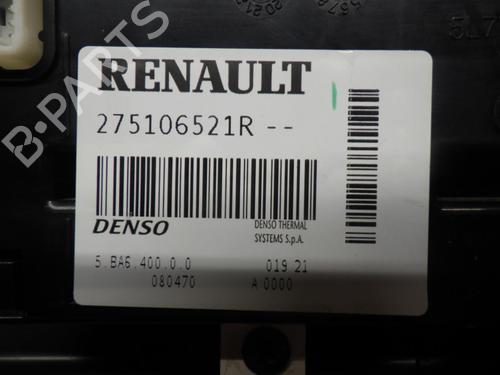 RENAULT
275106521R --
DENSO
DENSO THERMAL
SYSTEMS S.p.A.
5.BA6.400.0.0
019 21
080470
A 0000
B-Parts